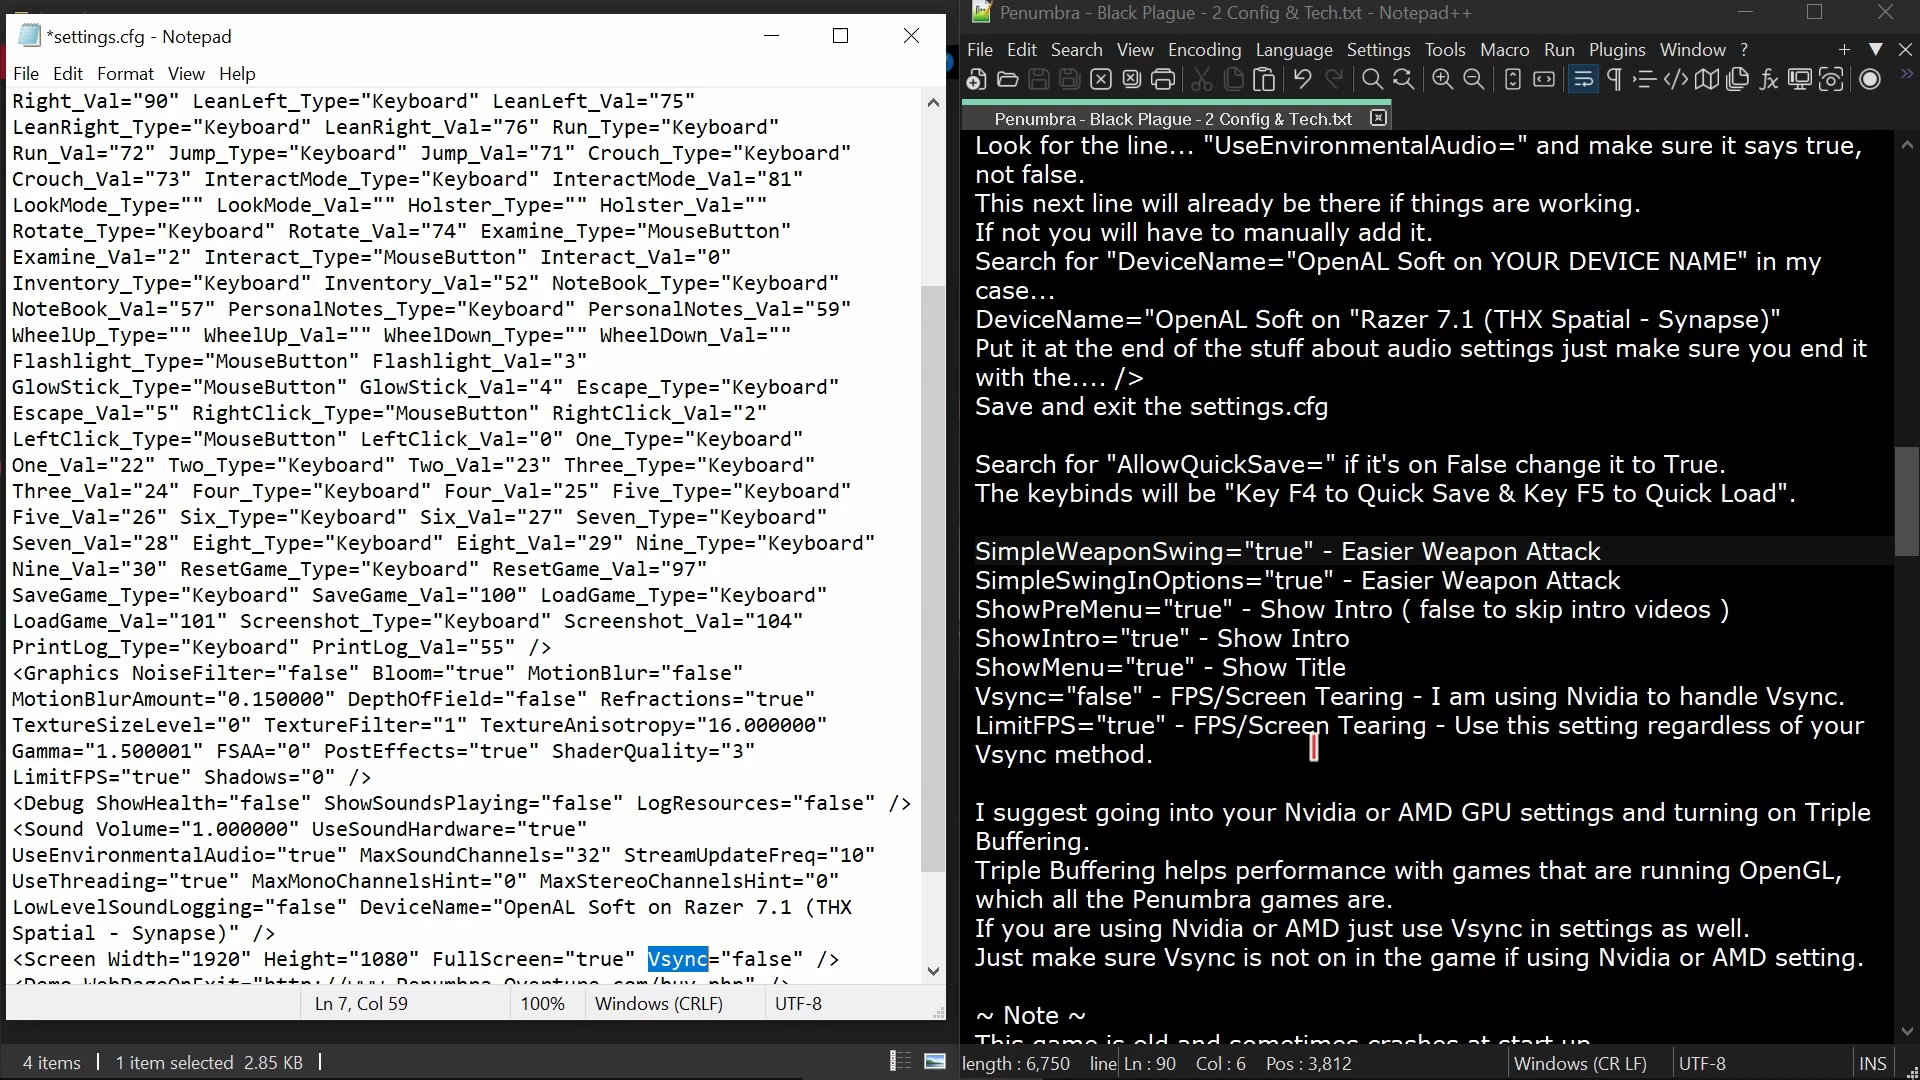 *settings.cfg - Notepad
File Edit Format View Help
Right_Val="90" LeanLeft_Type="Keyboard" LeanLeft_Val="75"
LeanRight_Type="Keyboard" LeanRight_Val="76" Run_Type="Keyboard"
Run_Val="72" Jump_Type="Keyboard" Jump_Val="71" Crouch_Type="Keyboard"
Crouch_Val="73" InteractMode_Type="Keyboard" InteractMode_Val="81"
LookMode_Type="" LookMode_Val="" Holster_Type="" Holster_Val=""
Rotate_Type="Keyboard" Rotate_Val="74" Examine_Type="MouseButton"
Examine_Val="2" Interact_Type="MouseButton" Interact_Val="0"
Inventory_Type="Keyboard" Inventory_Val="52" NoteBook_Type="Keyboard"
NoteBook_Val="57" PersonalNotes_Type="Keyboard" PersonalNotes_Val="59"
WheelUp_Type="" WheelUp_Val="" WheelDown_Type="" WheelDown_Val=""
Flashlight_Type="MouseButton" Flashlight_Val="3"
GlowStick_Type="MouseButton" GlowStick_Val="4" Escape_Type="Keyboard"
Escape_Val="5" RightClick_Type="MouseButton" RightClick_Val="2"
LeftClick_Type="MouseButton" LeftClick_Val="0" One_Type="Keyboard"
One_Val="22" Two_Type="Keyboard" Two_Val="23" Three_Type="Keyboard"
Three_Val="24" Four_Type="Keyboard" Four_Val="25" Five_Type="Keyboard"
Five_Val="26" Six_Type="Keyboard" Six_Val="27" Seven_Type="Keyboard"
Seven_Val="28" Eight_Type="Keyboard" Eight_Val="29" Nine_Type="Keyboard"
Nine_Val="30" ResetGame_Type="Keyboard" ResetGame_Val="97"
SaveGame_Type="Keyboard" SaveGame_Val="100" LoadGame_Type="Keyboard"
LoadGame_Val="101" Screenshot_Type="Keyboard" Screenshot_Val="104"
PrintLog_Type="Keyboard" PrintLog_Val="55" />
<Graphics NoiseFilter="false" Bloom="true" MotionBlur="false"
MotionBlurAmount="0.150000" DepthOfField="false" Refractions="true"
TextureSizeLevel="0" TextureFilter="1" TextureAnisotropy="16.000000"
Gamma="1.500001" FSAA="0" PostEffects="true" ShaderQuality="3"
LimitFPS="true" Shadows="0" />
<Debug ShowHealth="false" ShowSoundsPlaying="false" LogResources="false" />
<Sound Volume="1.000000" UseSoundHardware="true"
UseEnvironmentalAudio="true" MaxSoundChannels="32" StreamUpdateFreq="10"
UseThreading="true" MaxMonoChannelsHint="0" MaxStereoChannelsHint="0"
LowLevelSoundLogging="false" DeviceName="OpenAL Soft on Razer 7.1 (THX
Spatial - Synapse)" />
<Screen Width="1920" Height="1080" FullScreen="true" Vsync="false" />
<Demo WebPageOnExit="http://www.Penumbra-Overture.com/buy.php" />
Ln 7, Col 59 100% Windows (CRLF) UTF-8
4 items 1 item selected 2.85 KB
Penumbra - Black Plague - 2 Config & Tech.txt - Notepad++
File Edit Search View Encoding Language Settings Tools Macro Run Plugins Window ?
Penumbra - Black Plague - 2 Config & Tech.txt
Look for the line... "UseEnvironmentalAudio=" and make sure it says true,
not false.
This next line will already be there if things are working.
If not you will have to manually add it.
Search for "DeviceName="OpenAL Soft on YOUR DEVICE NAME" in my
case...
DeviceName="OpenAL Soft on "Razer 7.1 (THX Spatial - Synapse)"
Put it at the end of the stuff about audio settings just make sure you end it
with the.... />
Save and exit the settings.cfg
Search for "AllowQuickSave=" if it's on False change it to True.
The keybinds will be "Key F4 to Quick Save & Key F5 to Quick Load".
SimpleWeaponSwing="true" - Easier Weapon Attack
SimpleSwingInOptions="true" - Easier Weapon Attack
ShowPreMenu="true" - Show Intro ( false to skip intro videos )
ShowIntro="true" - Show Intro
ShowMenu="true" - Show Title
Vsync="false" - FPS/Screen Tearing - I am using Nvidia to handle Vsync.
LimitFPS="true" - FPS/Screen Tearing - Use this setting regardless of your
Vsync method.
I suggest going into your Nvidia or AMD GPU settings and turning on Triple
Buffering.
Triple Buffering helps performance with games that are running OpenGL,
which all the Penumbra games are.
If you are using Nvidia or AMD just use Vsync in settings as well.
Just make sure Vsync is not on in the game if using Nvidia or AMD setting.
~ Note ~
This game is old and sometimes crashes at start up
length : 6,750 line Ln : 90 Col : 6 Pos : 3,812 Windows (CR LF) UTF-8 INS